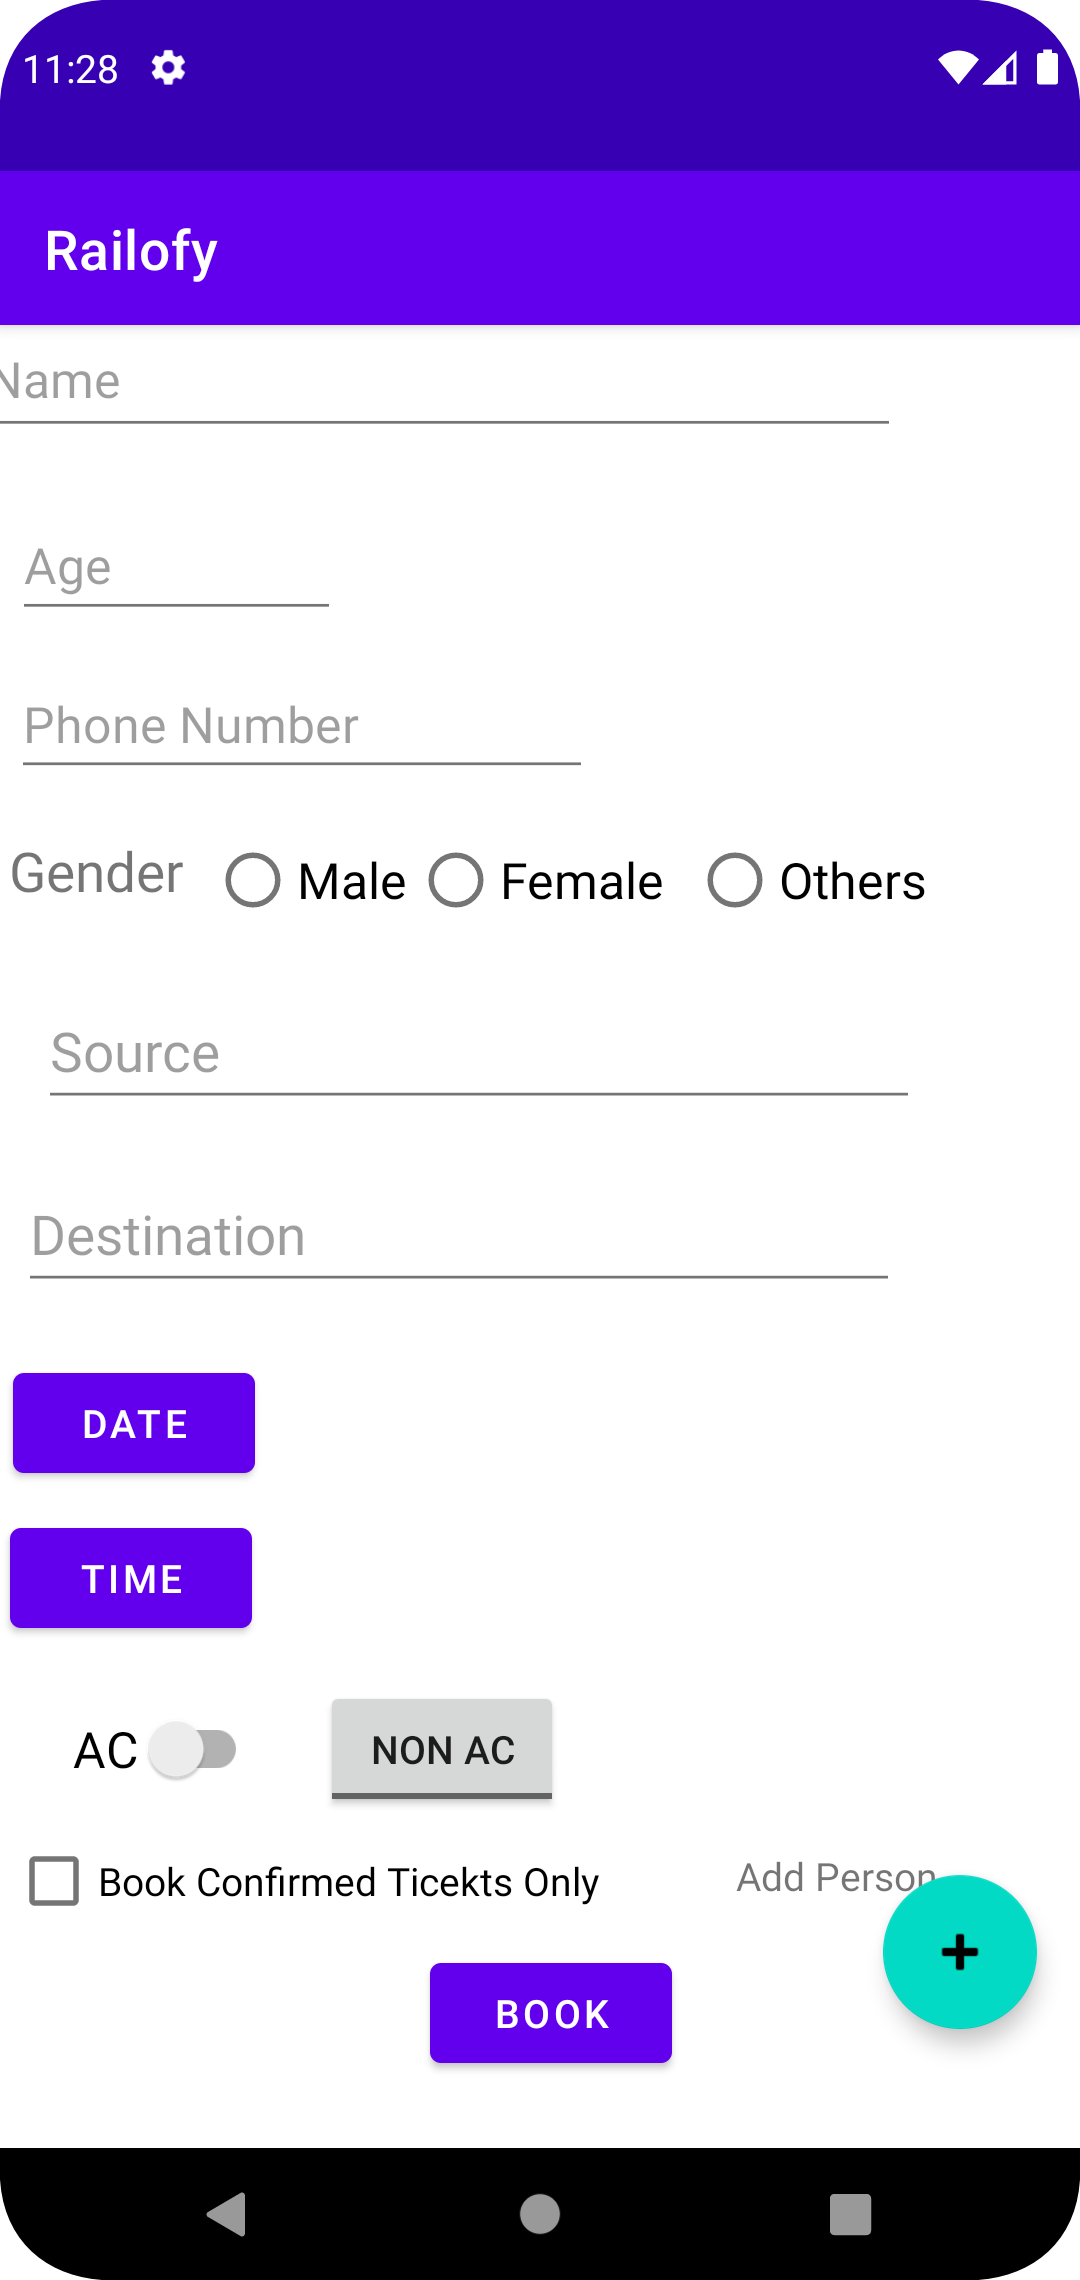 11:28
Railofy
Name
Age
Phone Number
Gender Male Female Others
Source
Destination
DATE
TIME
AC NON AC
Book Confirmed Ticekts Only Add Person
BOOK